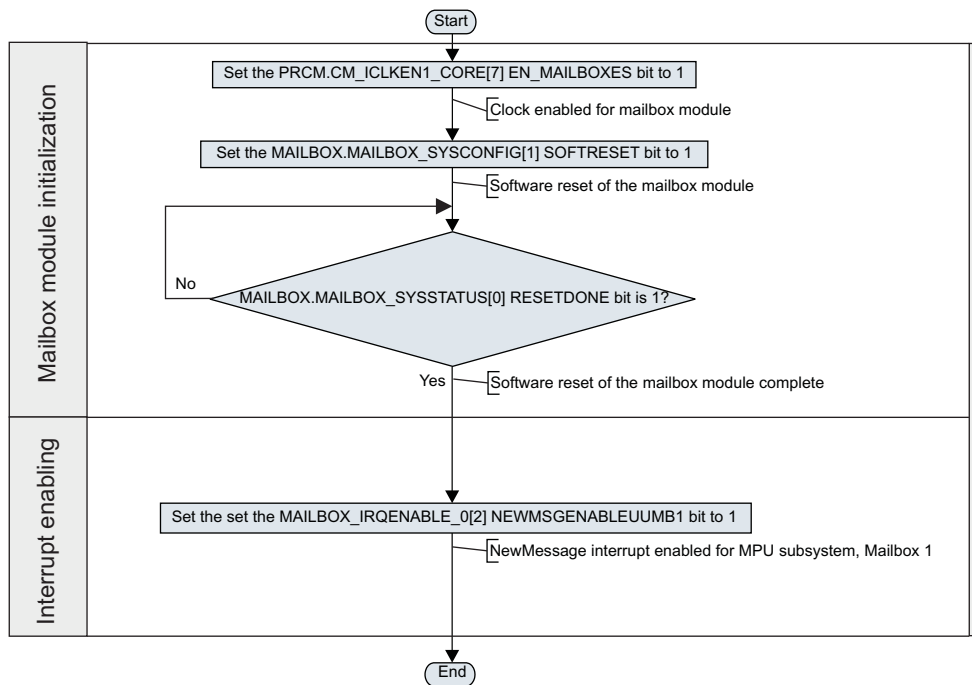 Start
Mailbox module initialization
Set the PRCM.CM_ICLKEN1_CORE[7] EN_MAILBOXES bit to 1
Clock enabled for mailbox module
Set the MAILBOX.MAILBOX_SYSCONFIG[1] SOFTRESET bit to 1
Software reset of the mailbox module
No
MAILBOX.MAILBOX_SYSSTATUS[0] RESETDONE bit is 1?
Yes
Software reset of the mailbox module complete
Interrupt enabling
Set the set the MAILBOX_IRQENABLE_0[2] NEWMSGENABLEUUMB1 bit to 1
NewMessage interrupt enabled for MPU subsystem, Mailbox 1
End